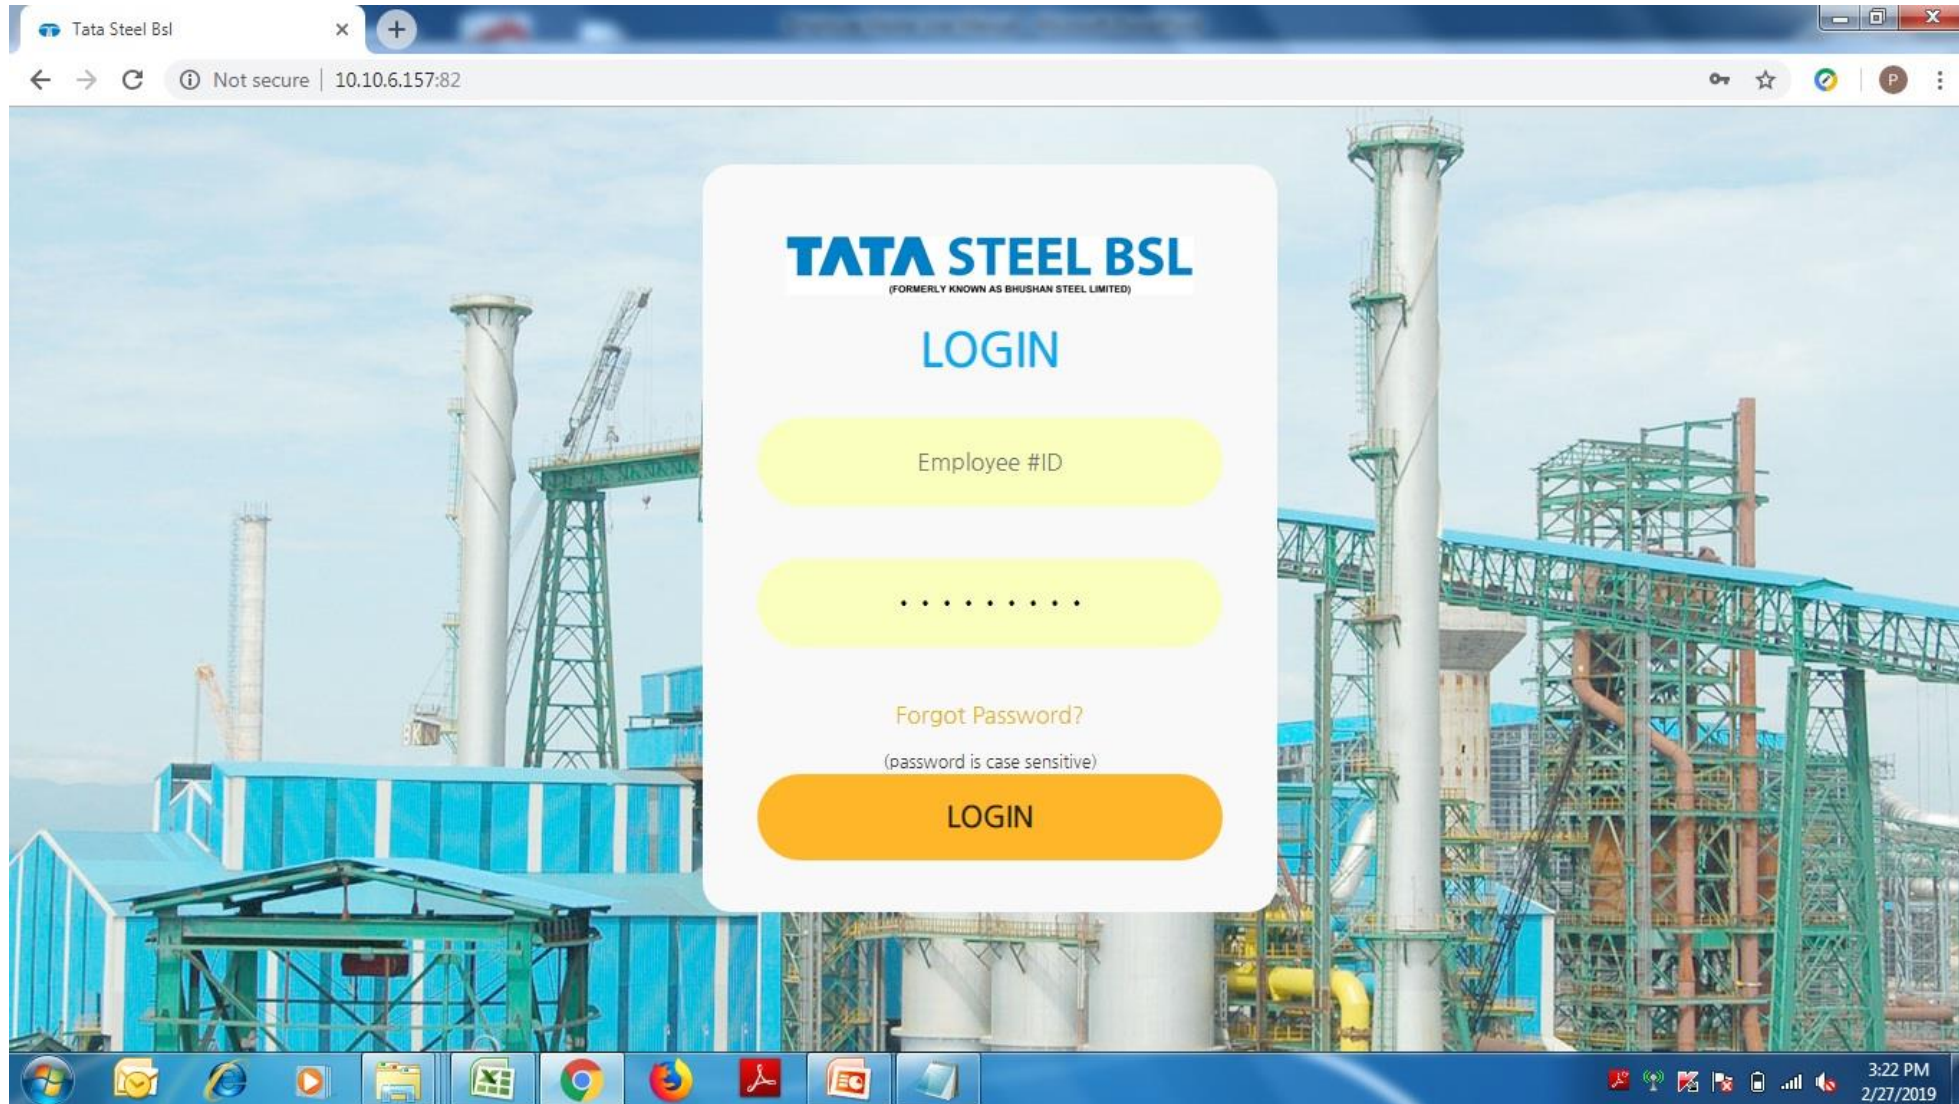 Tata Steel Bsl
Not secure | 10.10.6.157:82
P
TATA STEEL BSL
(FORMERLY KNOWN AS BHUSHAN STEEL LIMITED)
LOGIN
Employee #ID
Forgot Password?
(password is case sensitive)
LOGIN
3:22 PM
2/27/2019